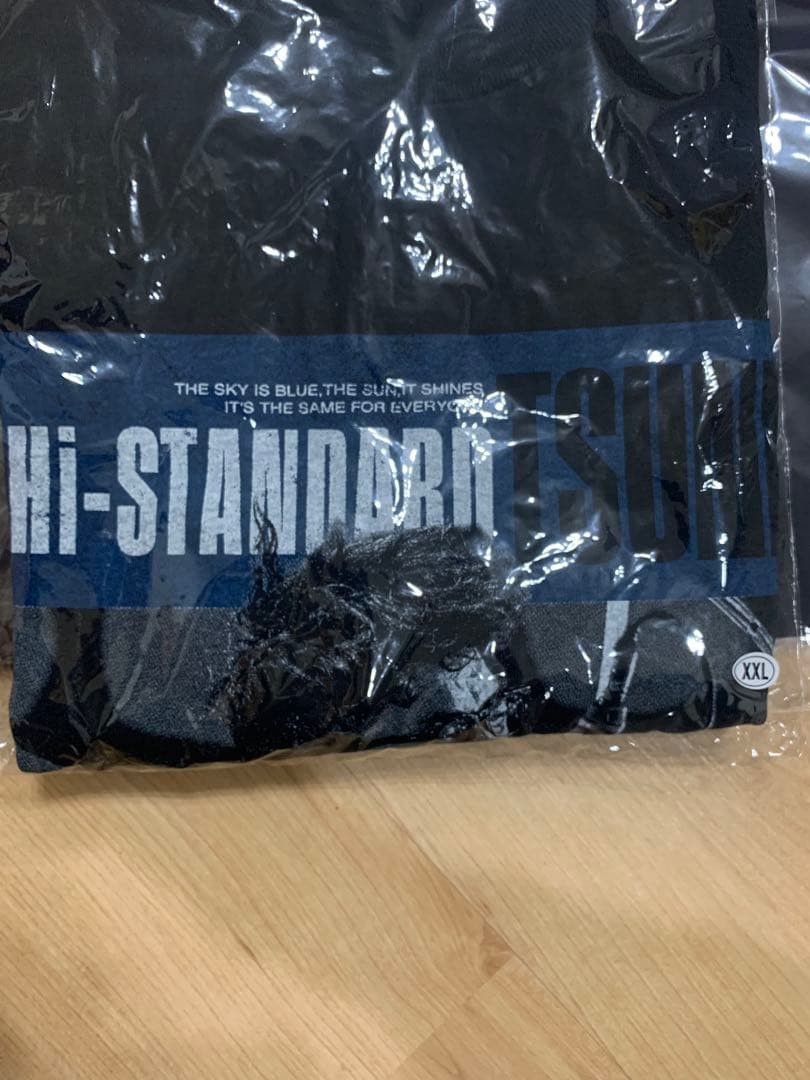 THE SKY IS BLUE,THE SUN,IT SHINES
IT'S THE SAME FOR
Hi-STANDARD
XXL